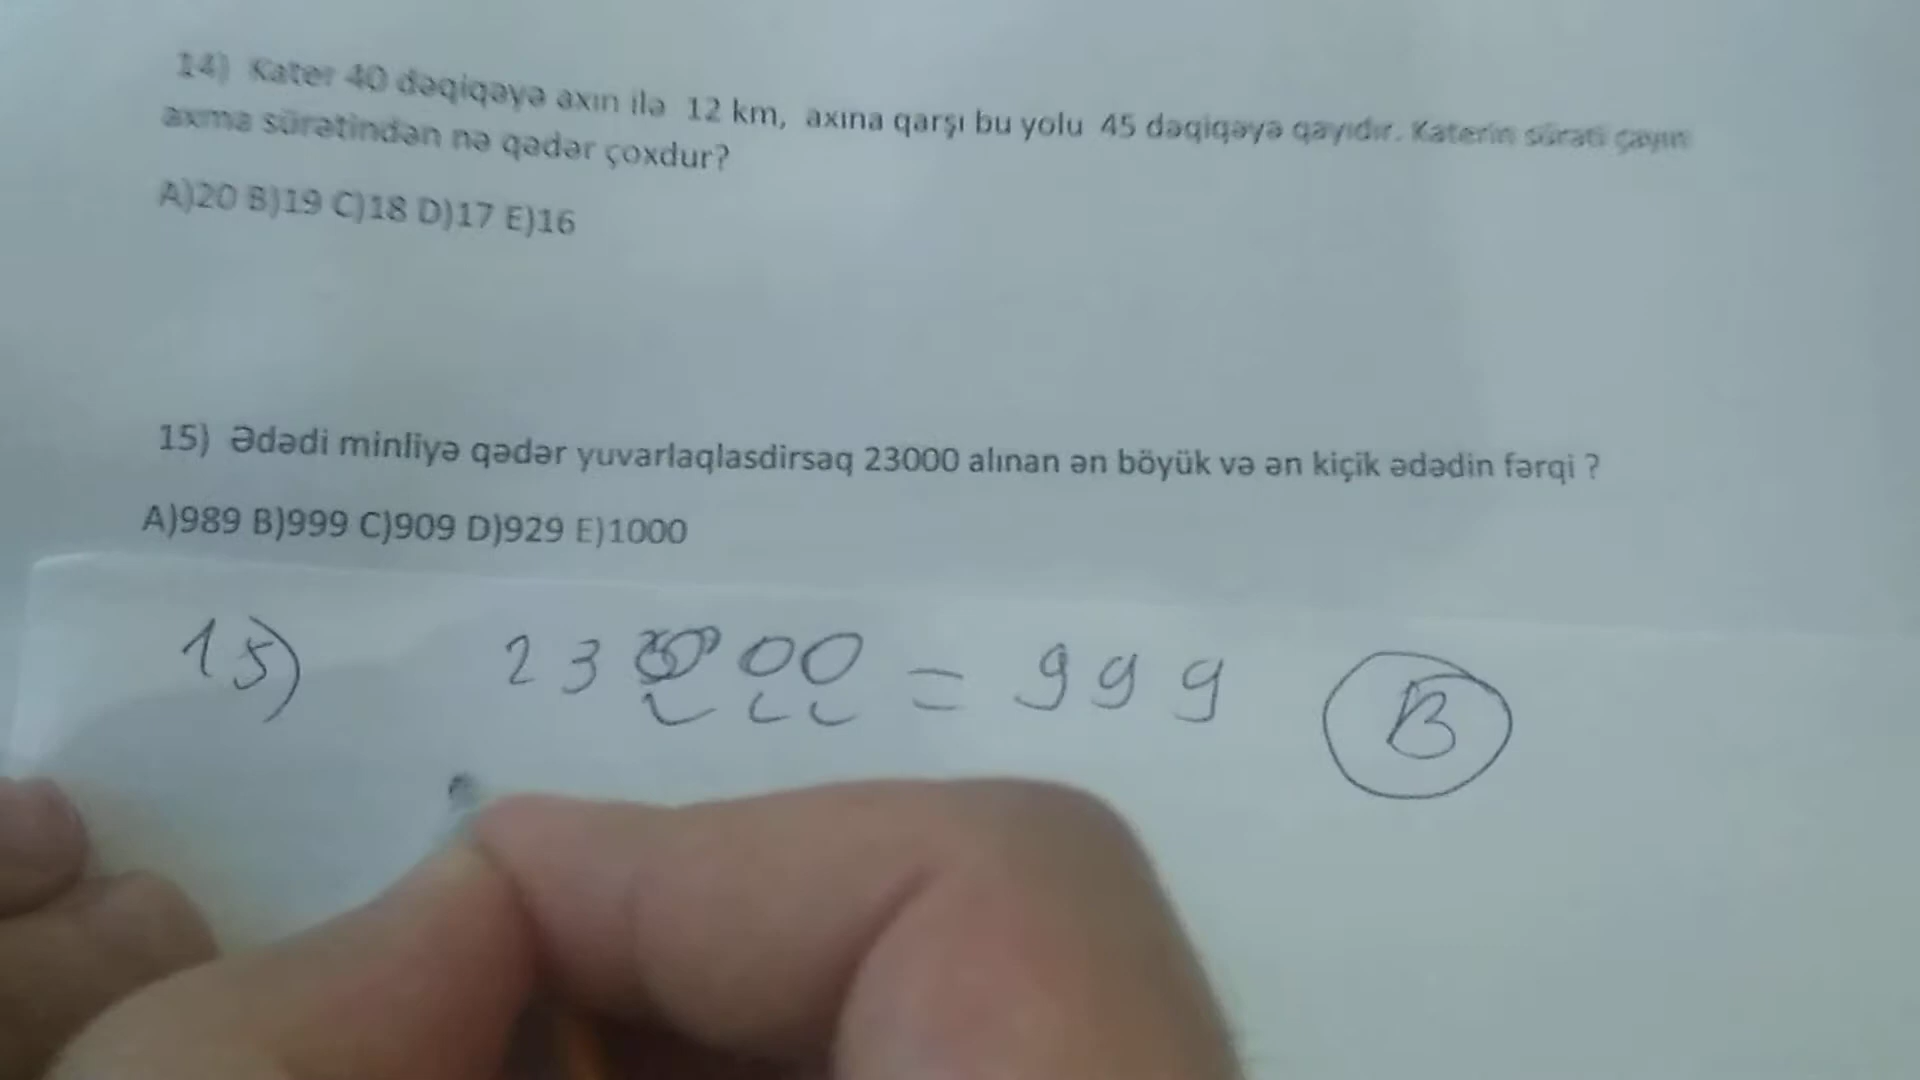 14) Kater 40 dəqiqəyə axın ilə 12 km, axına qarşı bu yolu 45 dəqiqəyə qayıdır. Katerin sürəti çayın
axma sürətindən nə qədər çoxdur?
A)20 B)19 C)18 D)17 E)16
15) Ədədi minliyə qədər yuvarlaqlasdirsaq 23000 alınan ən böyük və ən kiçik ədədin fərqi ?
A)989 B)999 C)909 D)929 E)1000
15) 23000 = 999 B